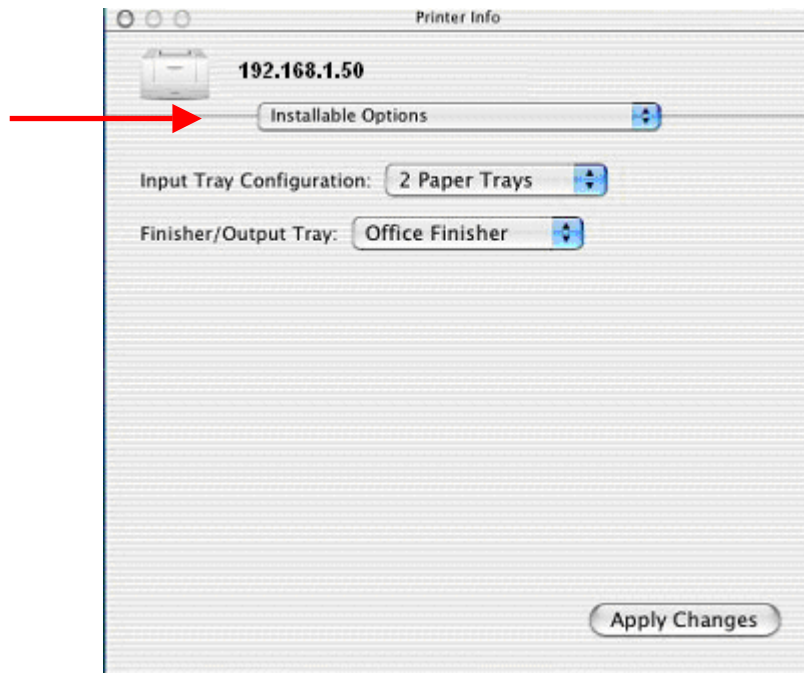 Printer Info
192.168.1.50
Installable Options
Input Tray Configuration: 2 Paper Trays
Finisher/Output Tray: Office Finisher
Apply Changes